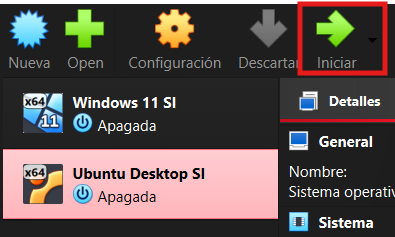 Nueva Open Configuración Descartar Iniciar
x64
11
Windows 11 SI
Apagada
x64
Ubuntu Desktop SI
Apagada
Detalles
General
Nombre:
Sistema operativ
Sistema